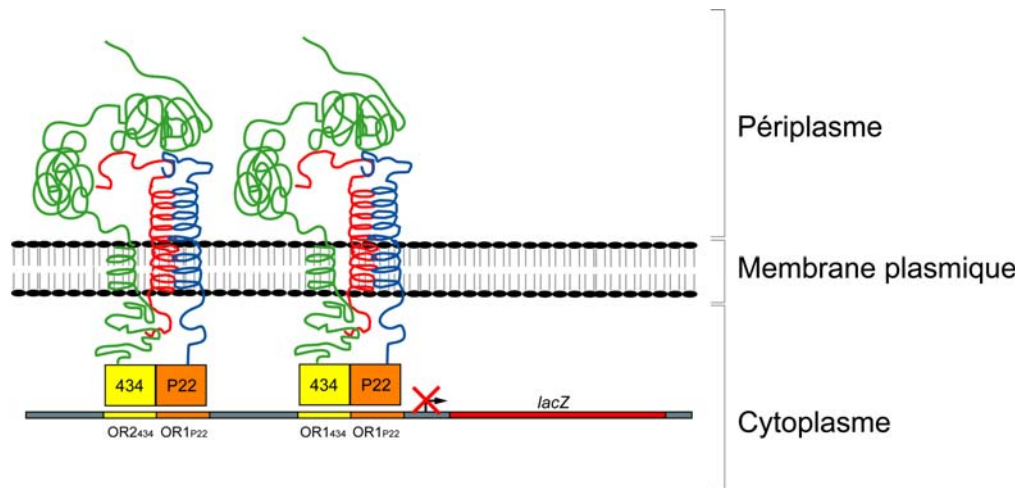 Périplasme
Membrane plasmique
434 P22 434 P22
lacZ
Cytoplasme
OR2434 OR1P22 OR1434 OR1P22